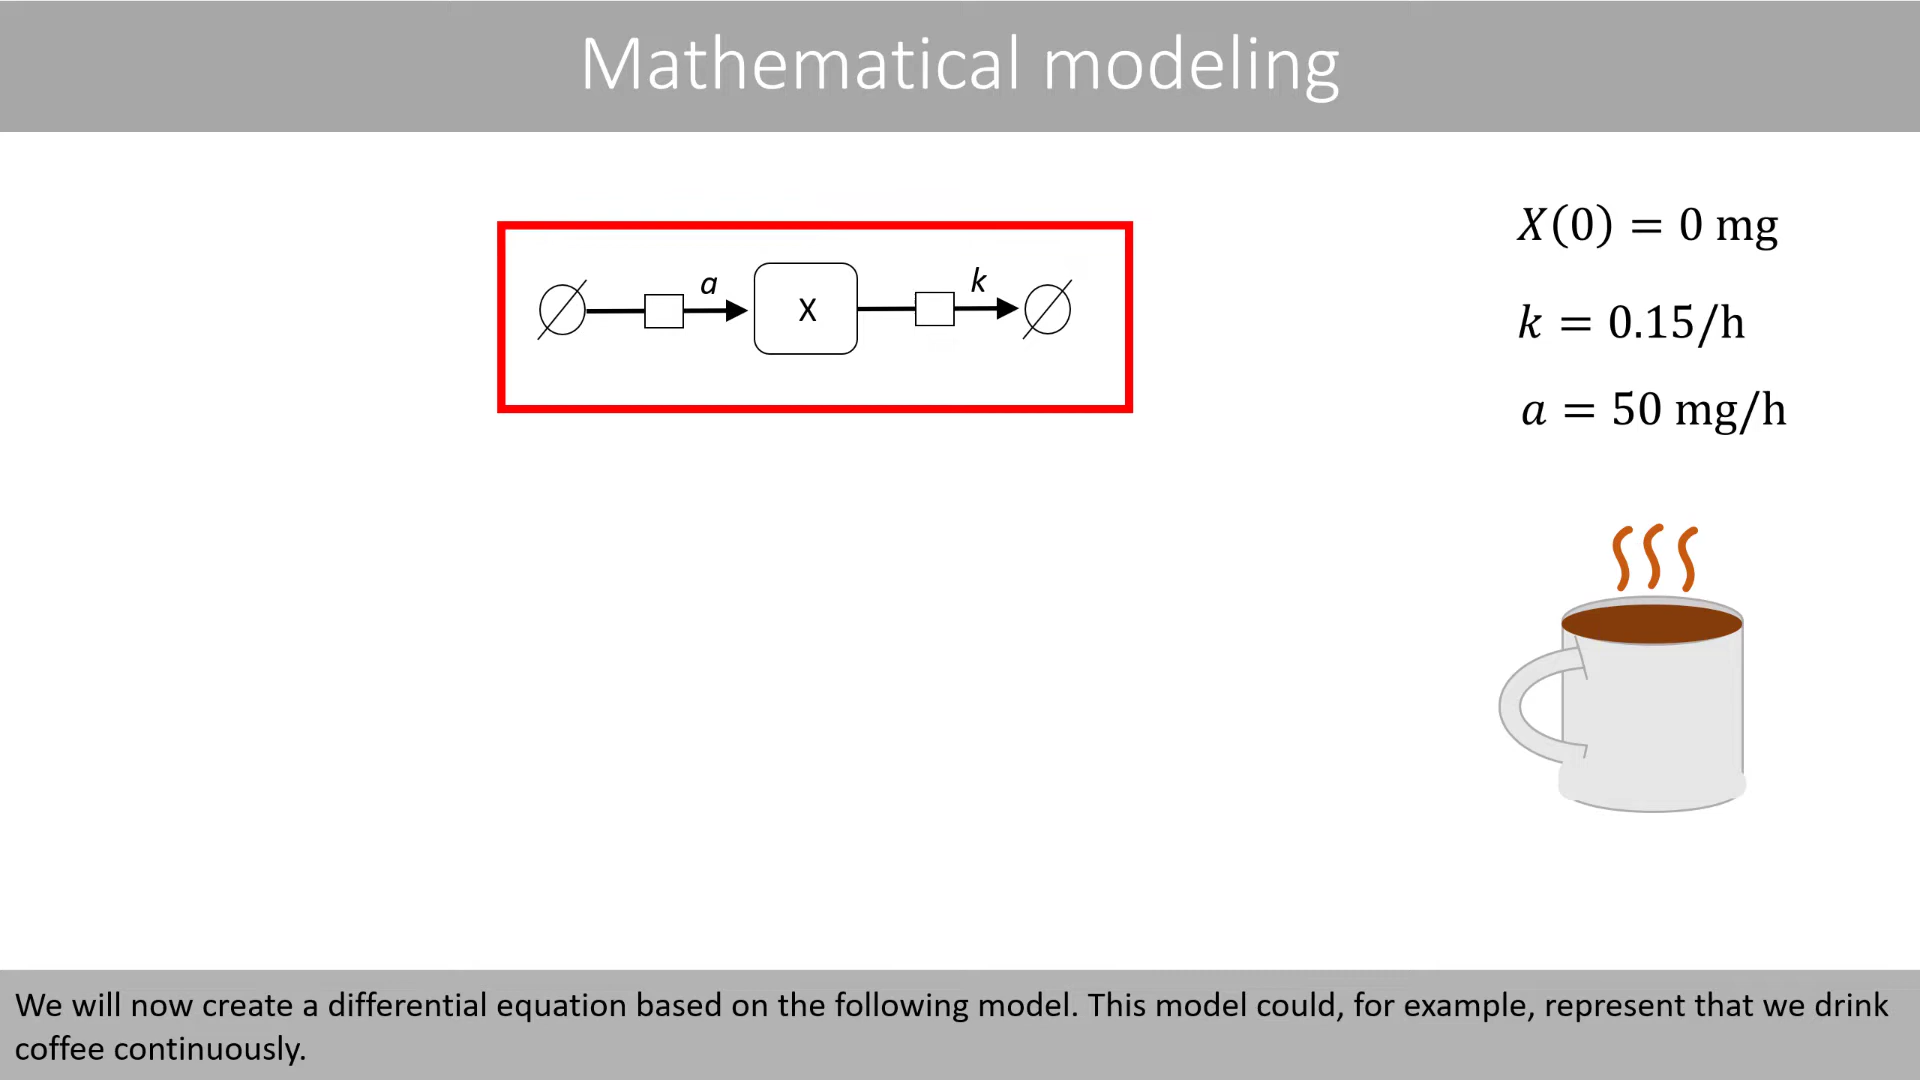 Mathematical modeling
∅ a X k ∅
X(0) = 0 mg
k = 0.15/h
a = 50 mg/h
We will now create a differential equation based on the following model. This model could, for example, represent that we drink
coffee continuously.